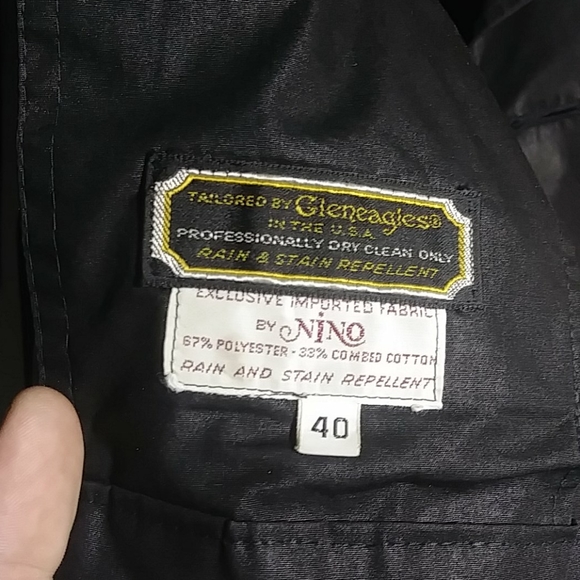 TAILORED BY Gleneagles®
IN THE U.S.A.
PROFESSIONALLY DRY CLEAN ONLY
RAIN & STAIN REPELLENT
EXCLUSIVE IMPORTED FABRIC
BY NINO
67% POLYESTER - 33% COMBED COTTON
RAIN AND STAIN REPELLENT
40